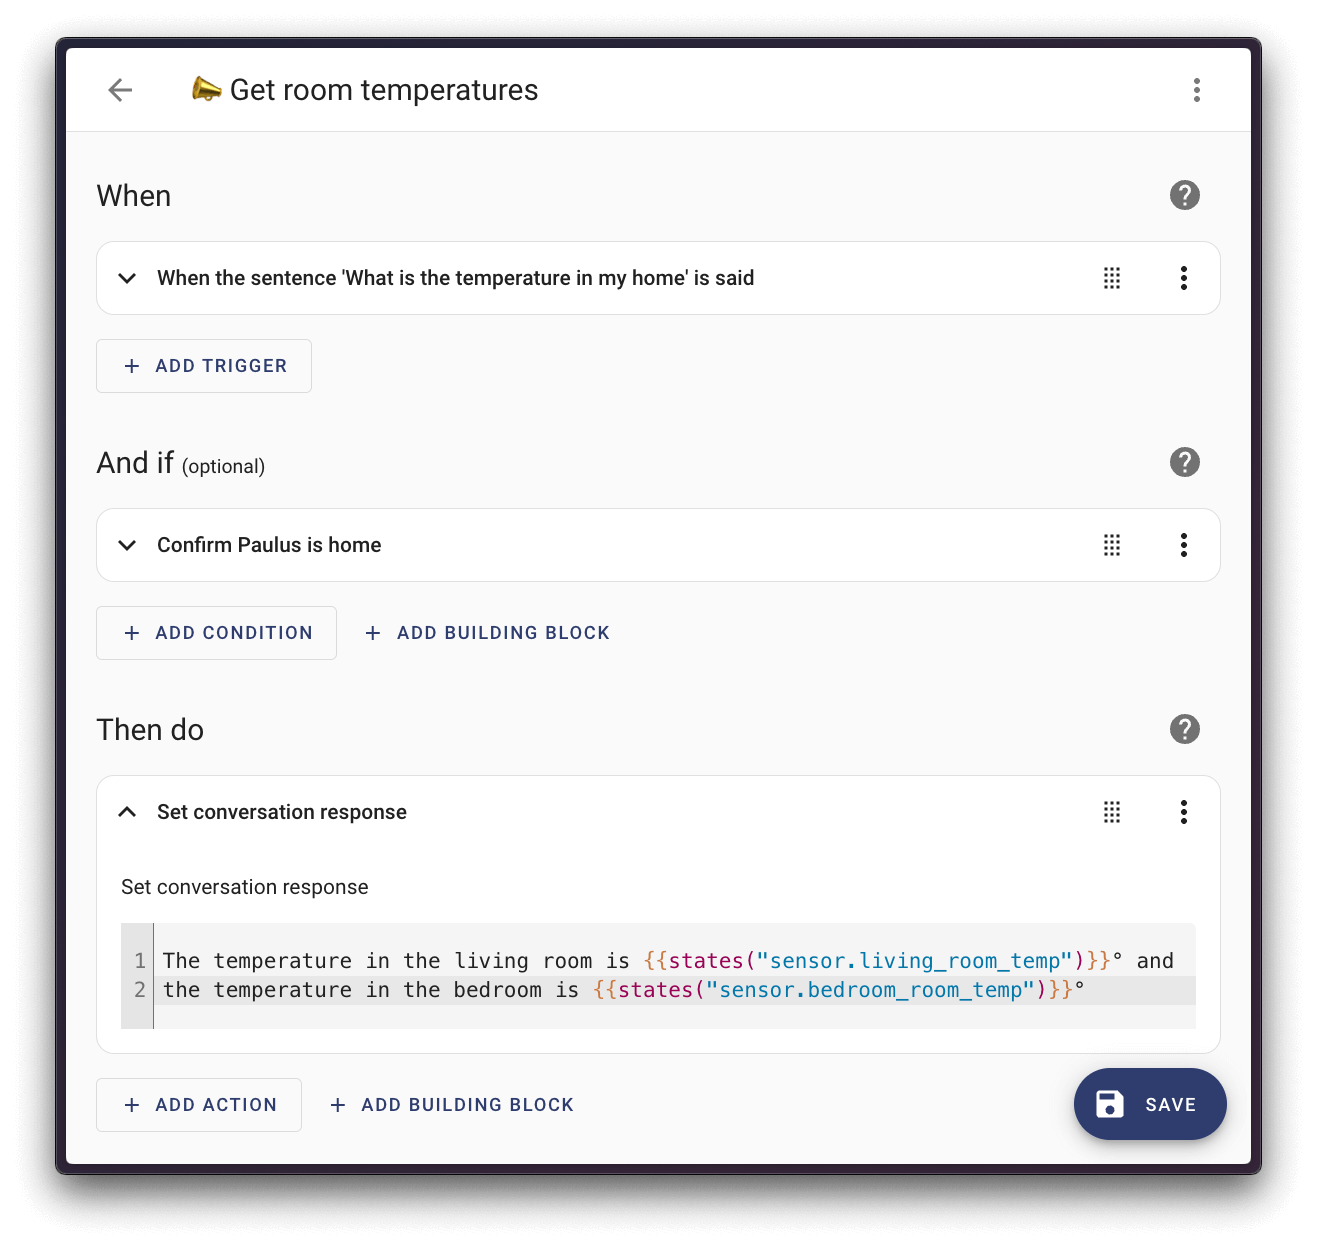 Get room temperatures
When
When the sentence 'What is the temperature in my home' is said
+ ADD TRIGGER
And if (optional)
Confirm Paulus is home
+ ADD CONDITION + ADD BUILDING BLOCK
Then do
Set conversation response
Set conversation response
1 The temperature in the living room is {{states("sensor.living_room_temp")}}° and
2 the temperature in the bedroom is {{states("sensor.bedroom_room_temp")}}°
+ ADD ACTION + ADD BUILDING BLOCK
SAVE